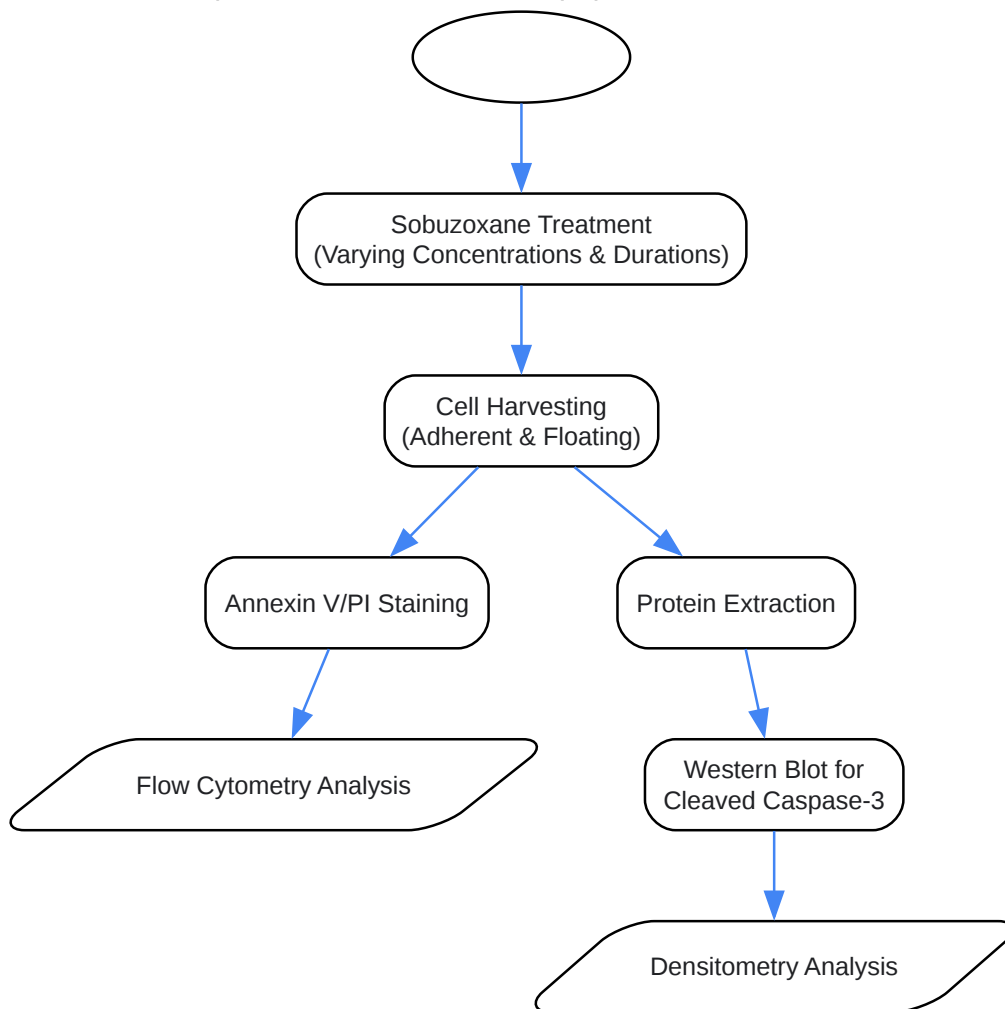 Sobuzoxane Treatment
(Varying Concentrations & Durations)
Cell Harvesting
(Adherent & Floating)
Annexin V/PI Staining
Protein Extraction
Flow Cytometry Analysis
Western Blot for
Cleaved Caspase-3
Densitometry Analysis